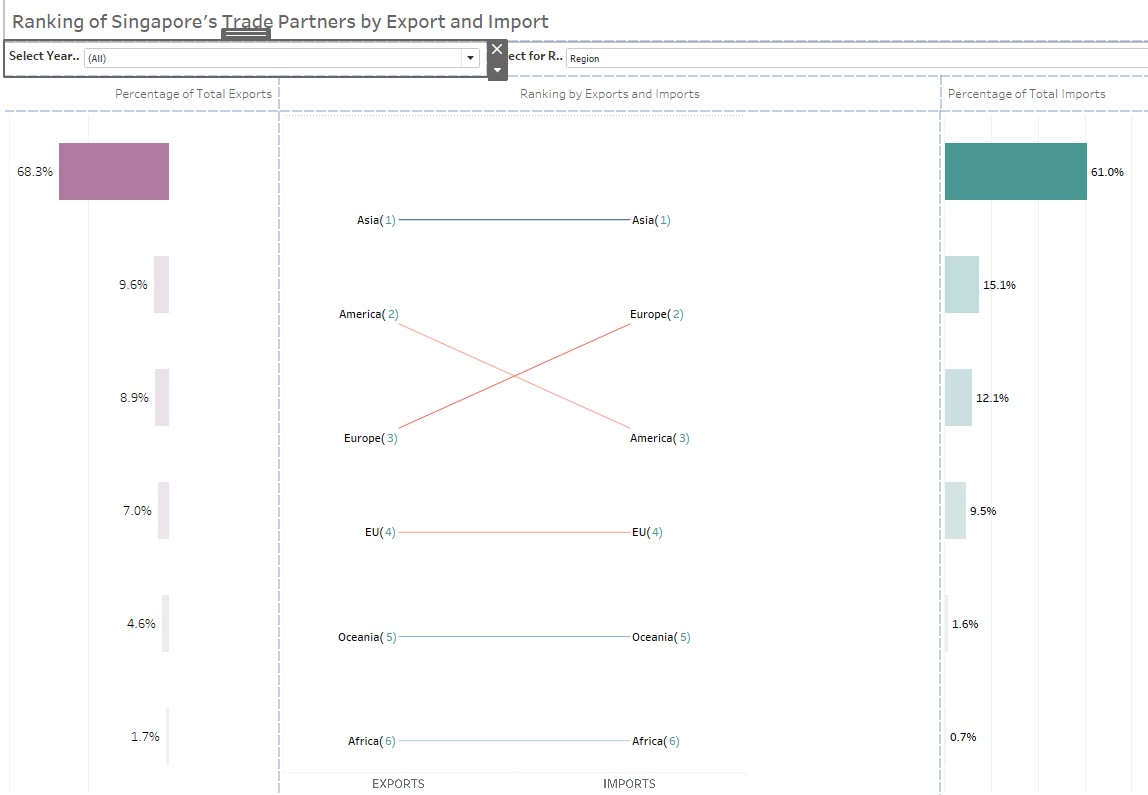 Ranking of Singapore's Trade Partners by Export and Import
Select Year.. (All) ect for R.. Region
Percentage of Total Exports Ranking by Exports and Imports Percentage of Total Imports
68.3% 61.0%
Asia(1) Asia(1)
9.6% 15.1%
America(2) Europe(2)
8.9% 12.1%
Europe(3) America(3)
7.0% 9.5%
EU(4) EU(4)
4.6% 1.6%
Oceania(5) Oceania(5)
1.7% 0.7%
Africa(6) Africa(6)
EXPORTS IMPORTS